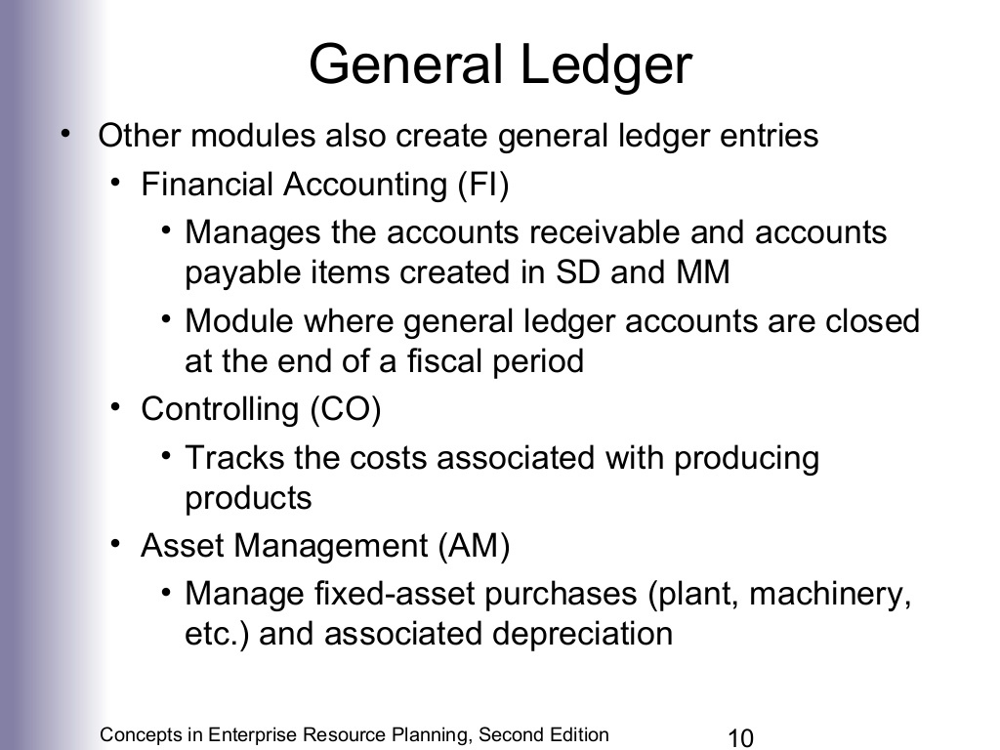 General Ledger
• Other modules also create general ledger entries
• Financial Accounting (FI)
• Manages the accounts receivable and accounts
payable items created in SD and MM
• Module where general ledger accounts are closed
at the end of a fiscal period
• Controlling (CO)
• Tracks the costs associated with producing
products
• Asset Management (AM)
• Manage fixed-asset purchases (plant, machinery,
etc.) and associated depreciation
Concepts in Enterprise Resource Planning, Second Edition
10